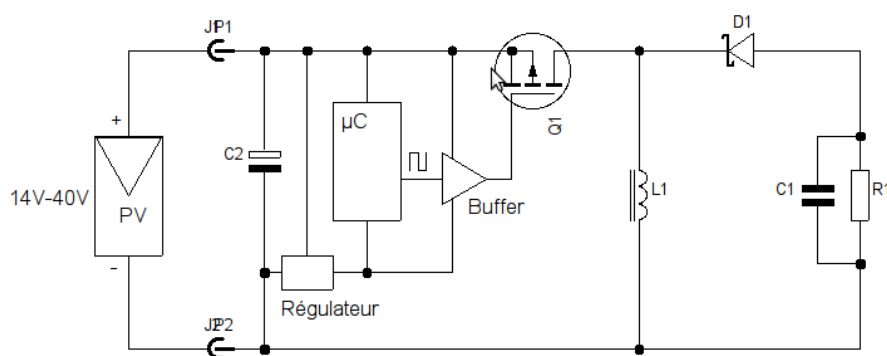 JP1
D1
+
µC
Q1
C2
14V-40V
PV
Buffer
L1
C1
R1
-
Régulateur
JP2